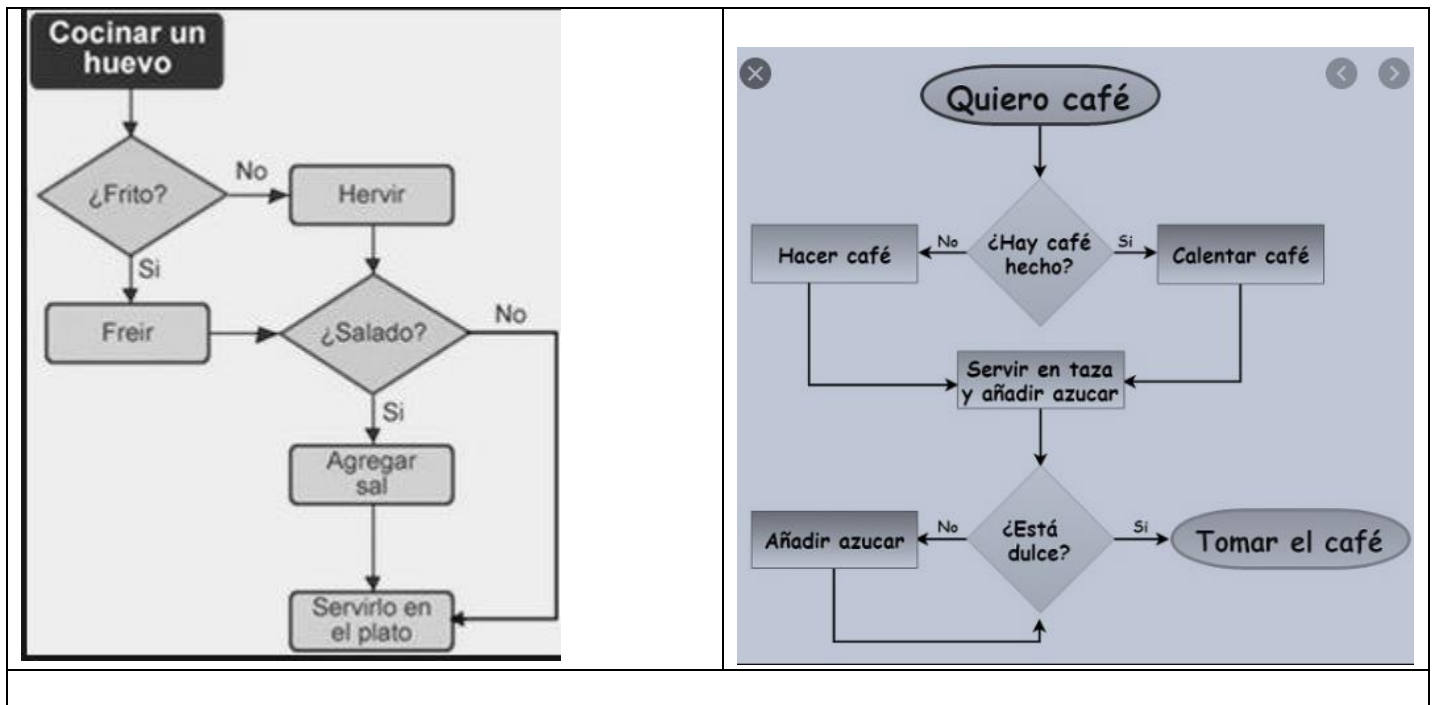 Cocinar un
huevo
¿Frito?
No
Hervir
Si
Freir
¿Salado?
No
Si
Agregar
sal
Servirlo en
el plato
Quiero café
¿Hay café
hecho?
No
Si
Hacer café
Calentar café
Servir en taza
y añadir azucar
¿Está
dulce?
No
Si
Añadir azucar
Tomar el café